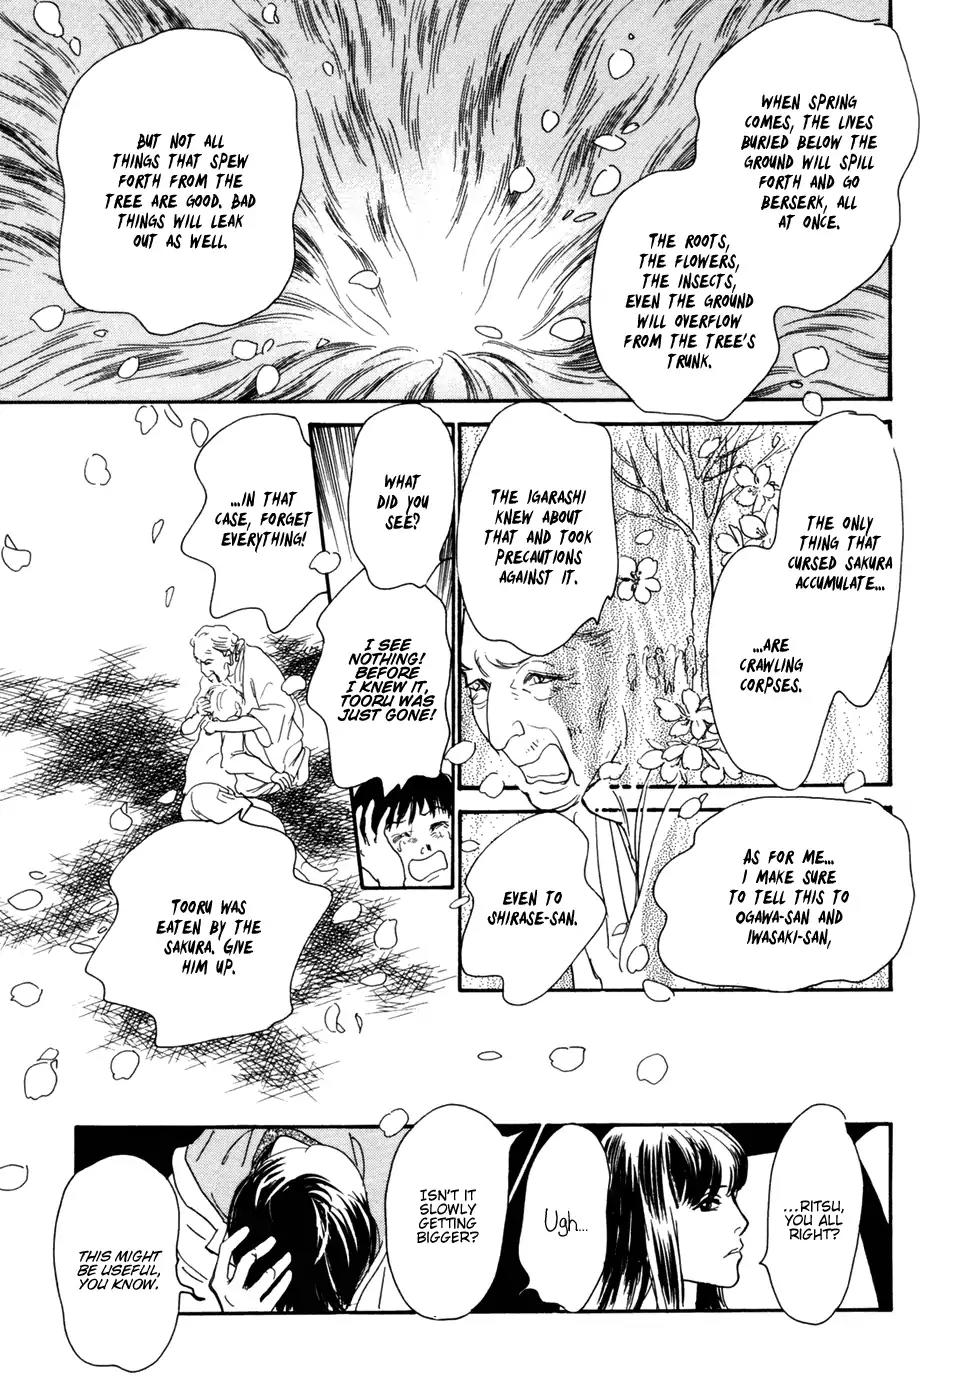 WHEN SPRING
COMES, THE LIVES
BURIED BELOW THE
GROUND WILL SPILL
FORTH AND GO
BERSERK, ALL
AT ONCE.
THE ROOTS,
THE FLOWERS,
THE INSECTS,
EVEN THE GROUND
WILL OVERFLOW
FROM THE TREE'S
TRUNK.
BUT NOT ALL
THINGS THAT SPEW
FORTH FROM THE
TREE ARE GOOD. BAD
THINGS WILL LEAK
OUT AS WELL.
THE ONLY
THING THAT
CURSED SAKURA
ACCUMULATE...
...ARE
CRAWLING
CORPSES.
THE IGARASHI
KNEW ABOUT
THAT AND TOOK
PRECAUTIONS
AGAINST IT.
AS FOR ME...
I MAKE SURE
TO TELL THIS TO
OGAWA-SAN AND
IWASAKI-SAN,
EVEN TO
SHIRASE-SAN.
WHAT
DID YOU
SEE?
I SEE
NOTHING!
BEFORE
I KNEW IT,
TOORU WAS
JUST GONE!
...IN THAT
CASE, FORGET
EVERYTHING!
TOORU WAS
EATEN BY THE
SAKURA. GIVE
HIM UP.
...RITSU,
YOU ALL
RIGHT?
Ugh...
ISN'T IT
SLOWLY
GETTING
BIGGER?
THIS MIGHT
BE USEFUL,
YOU KNOW.